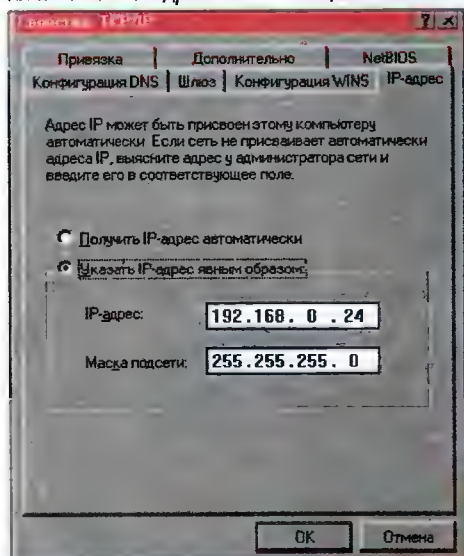 Свойства: TCP/IP
Привязка Дополнительно NetBIOS
Конфигурация DNS Шлюз Конфигурация WINS IP-адрес
Адрес IP может быть присвоен этому компьютеру
автоматически. Если сеть не присваивает автоматически
адреса IP, выясните адрес у администратора сети и
введите его в соответствующее поле.
Получить IP-адрес автоматически
Указать IP-адрес явным образом:
IP-адрес: 192.168. 0 .24
Маска подсети: 255.255.255. 0
OK Отмена